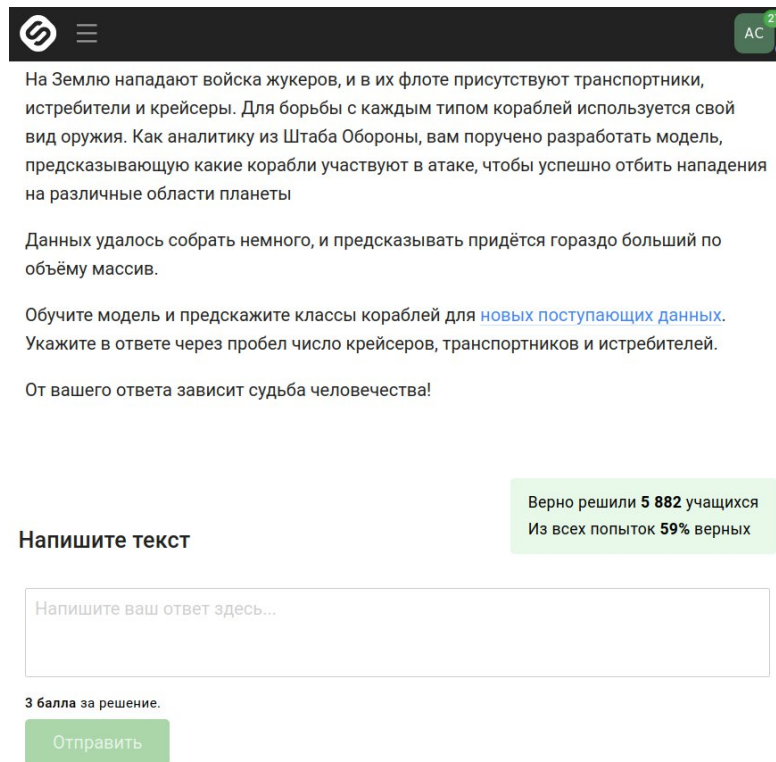 AC
2
На Землю нападают войска жукеров, и в их флоте присутствуют транспортники,
истребители и крейсеры. Для борьбы с каждым типом кораблей используется свой
вид оружия. Как аналитику из Штаба Обороны, вам поручено разработать модель,
предсказывающую какие корабли участвуют в атаке, чтобы успешно отбить нападения
на различные области планеты
Данных удалось собрать немного, и предсказывать придётся гораздо больший по
объёму массив.
Обучите модель и предскажите классы кораблей для новых поступающих данных.
Укажите в ответе через пробел число крейсеров, транспортников и истребителей.
От вашего ответа зависит судьба человечества!
Верно решили 5 882 учащихся
Из всех попыток 59% верных
Напишите текст
Напишите ваш ответ здесь...
3 балла за решение.
Отправить